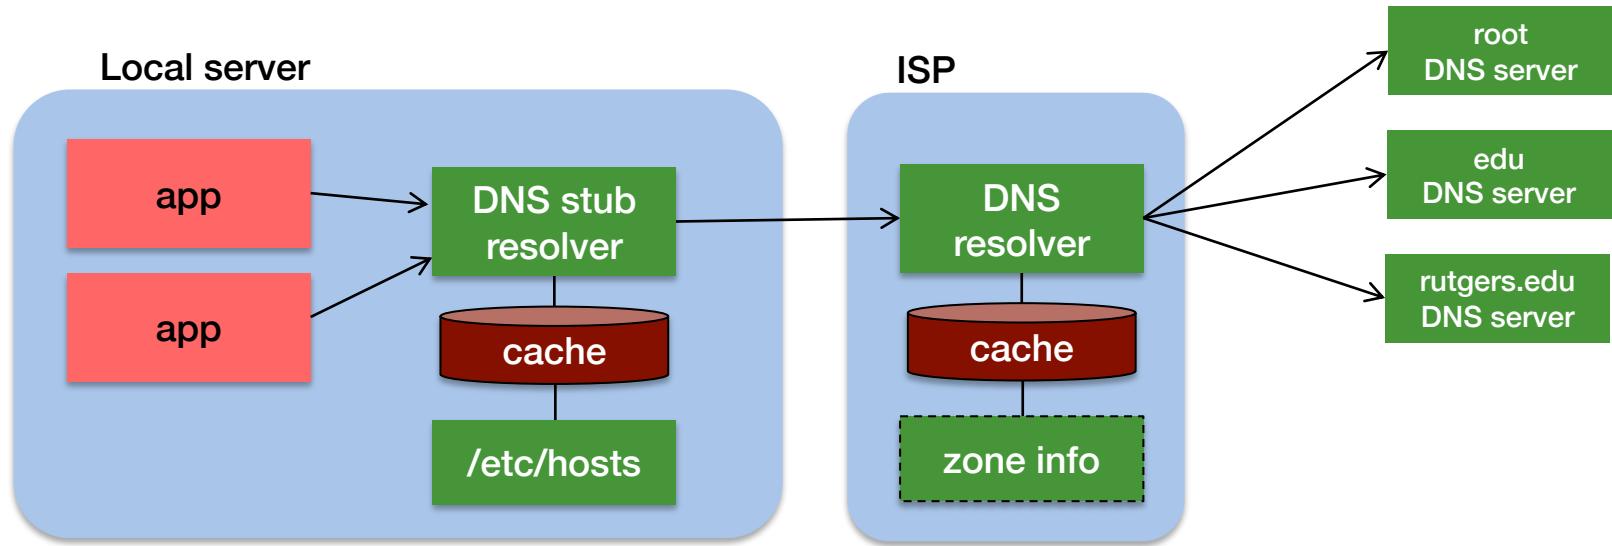 Local server
app
app
DNS stub
resolver
cache
/etc/hosts
ISP
DNS
resolver
cache
zone info
root
DNS server
edu
DNS server
rutgers.edu
DNS server